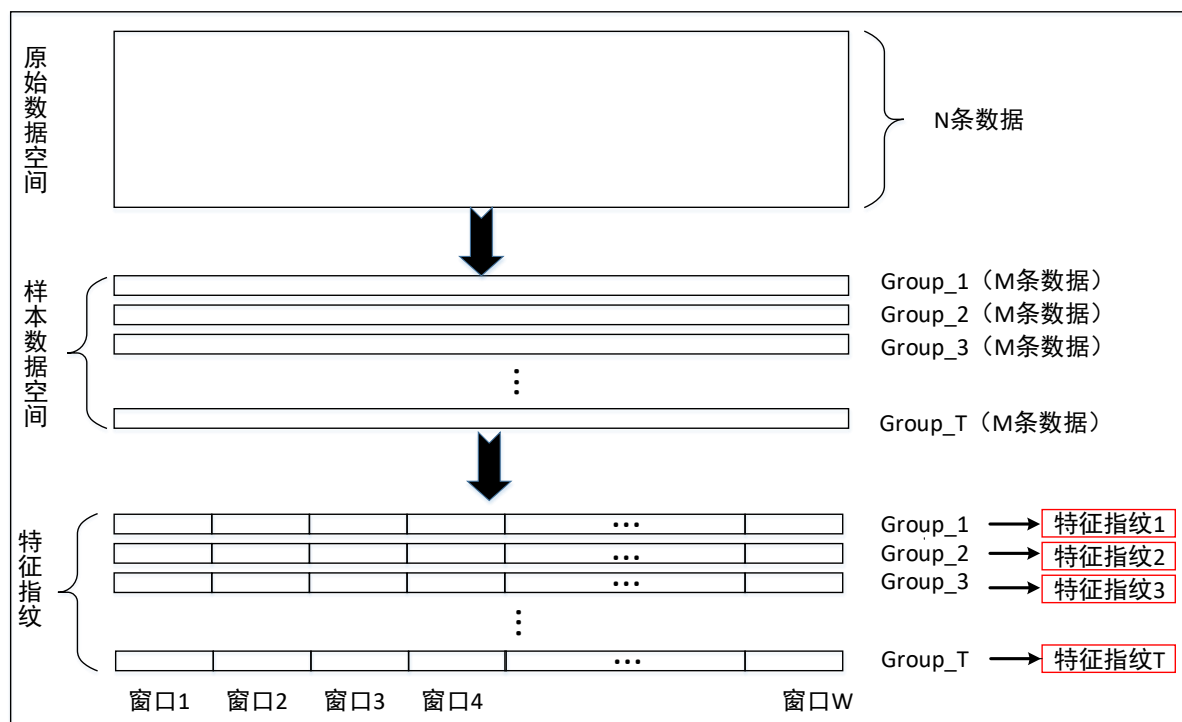 原始数据空间
N条数据
样本数据空间
Group_1（M条数据）
Group_2（M条数据）
Group_3（M条数据）
⋮
Group_T（M条数据）
特征指纹
...
Group_1
特征指纹1
...
Group_2
特征指纹2
...
Group_3
特征指纹3
⋮
...
Group_T
特征指纹T
窗口1 窗口2 窗口3 窗口4 窗口W